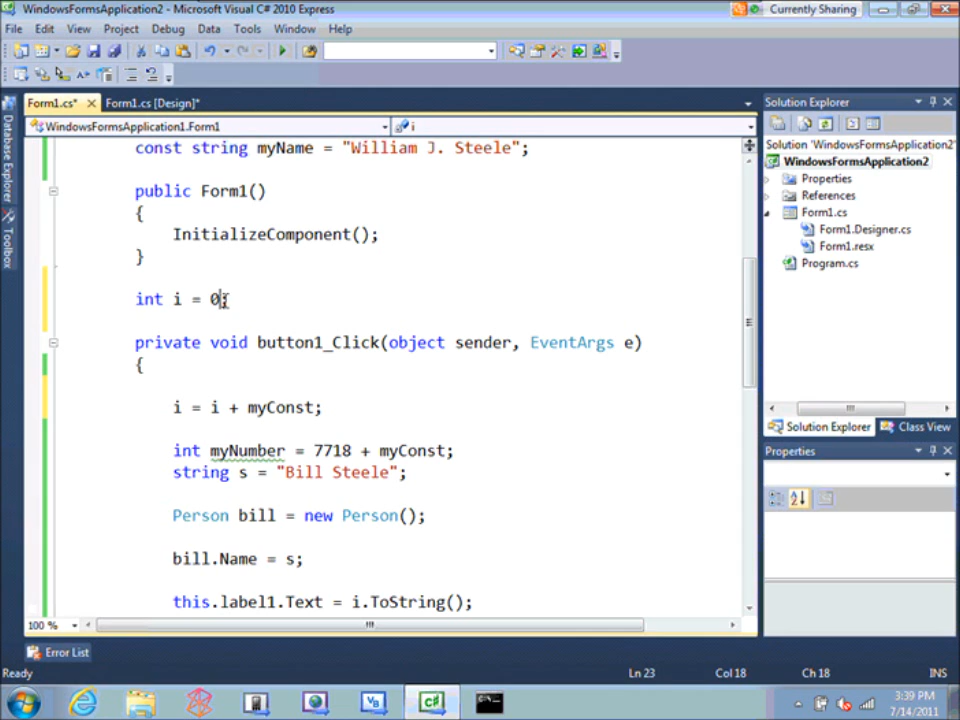 WindowsFormsApplication2 - Microsoft Visual C# 2010 Express
Currently Sharing
File Edit View Project Debug Data Tools Window Help
Form1.cs* Form1.cs [Design]*
WindowsFormsApplication1.Form1
i
Database Explorer
Toolbox
const string myName = "William J. Steele";
public Form1()
{
InitializeComponent();
}
int i = 0;
private void button1_Click(object sender, EventArgs e)
{
i = i + myConst;
int myNumber = 7718 + myConst;
string s = "Bill Steele";
Person bill = new Person();
bill.Name = s;
this.label1.Text = i.ToString();
100 %
Solution Explorer
Solution 'WindowsFormsApplication2'
WindowsFormsApplication2
Properties
References
Form1.cs
Form1.Designer.cs
Form1.resx
Program.cs
Solution Explorer Class View
Properties
Error List
Ready Ln 23 Col 18 Ch 18 INS
3:39 PM
7/14/2011